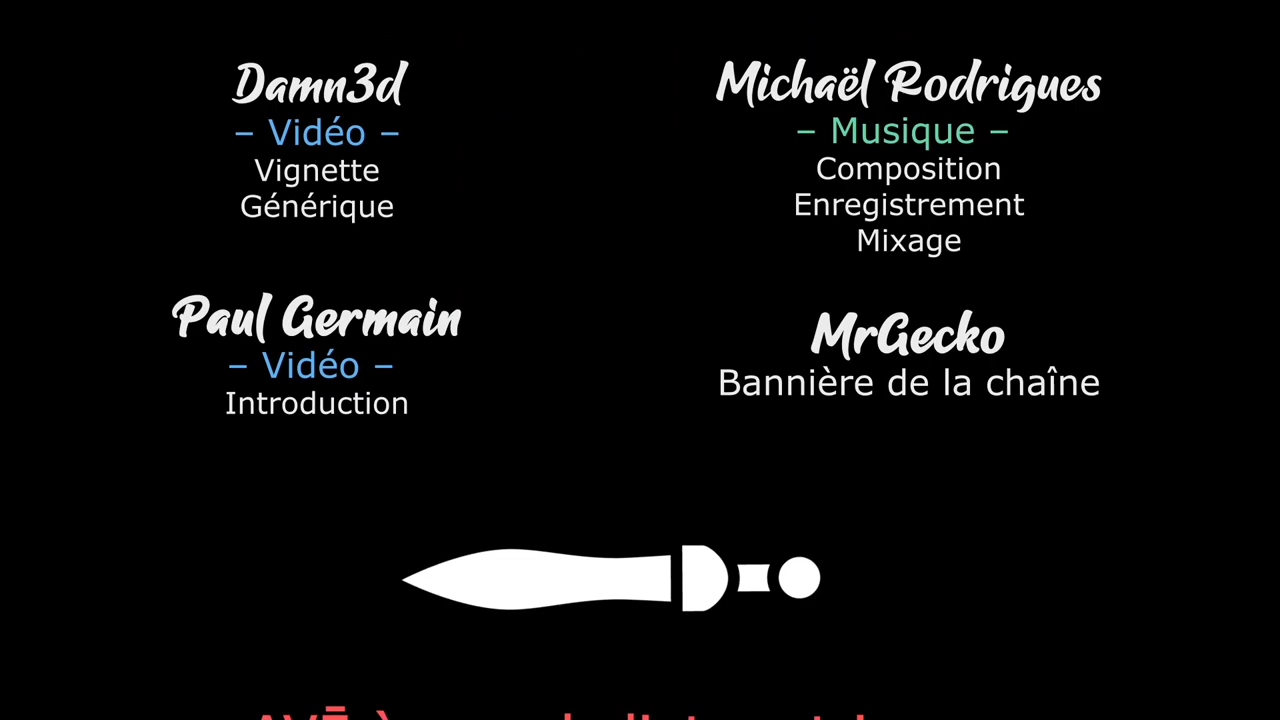 Damn3d
– Vidéo –
Vignette
Générique
Michaël Rodrigues
– Musique –
Composition
Enregistrement
Mixage
Paul Germain
– Vidéo –
Introduction
MrGecko
Bannière de la chaîne
AVĒ à